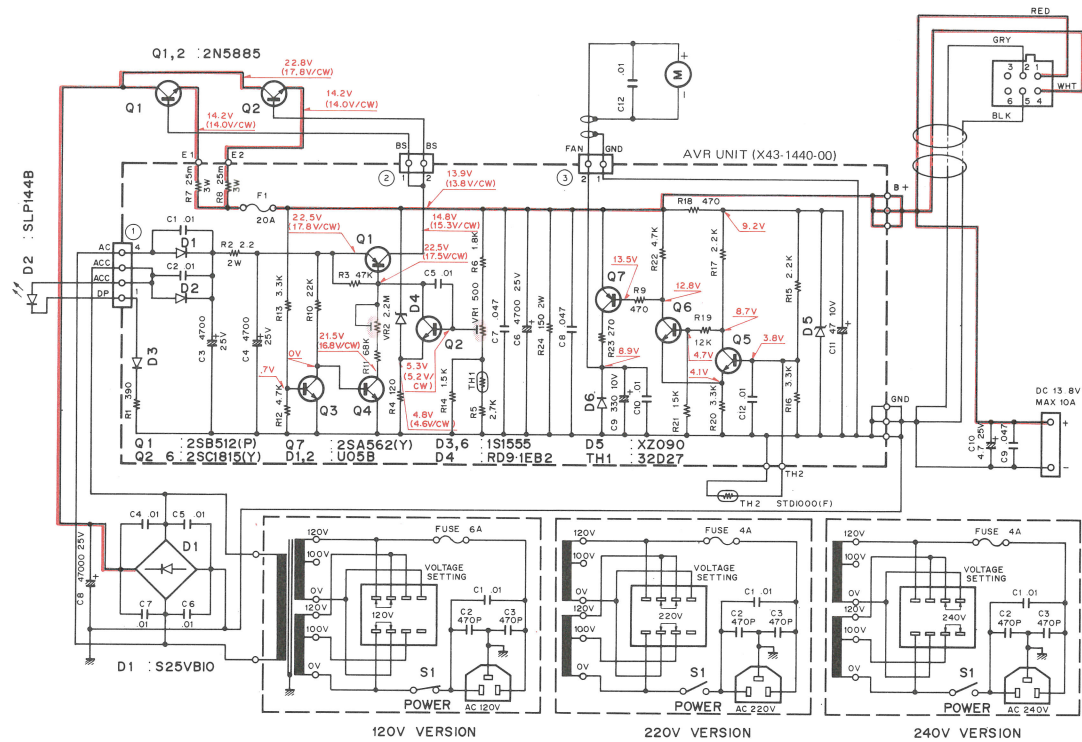 RED
GRY
3 2 1
6 5 4
WHT
BLK
Q1,2 : 2N5885
22.8V
(17.8V/CW)
14.2V
(14.0V/CW)
Q1
Q2
14.2V
(14.0V/CW)
.01
C12
M
+
−
FAN
GND
2 1
③
AVR UNIT (X43-1440-00)
E1
E2
BS
BS
1 2
②
R7 25m 3W
R8 25m 3W
F1
20A
13.9V
(13.8V/CW)
B+
R18 470
9.2V
22.5V
(17.8V/CW)
14.8V
(15.3V/CW)
22.5V
(17.5V/CW)
D2 : SLP144B
①
AC
ACC
ACC
DP
4
1
C1 .01
D1
C2 .01
D2
R2 2.2
2W
Q1
R3 47K
C5 .01
R6 1.8K
VR1 500
D4
Q2
VR2 2.2M
R11 68K
R13 3.3K
R10 22K
C3 4700 25V
C4 4700 25V
D3
R1 390
0V
.7V
21.5V
(16.8V/CW)
5.3V
(5.2V/
CW)
4.8V
(4.6V/CW)
R12 4.7K
Q3
Q4
R4 120
R14 1.5K
TH1
R5 2.7K
C7 .047
C6 4700 25V
R24 150 2W
C8 .047
Q7
13.5V
R9
470
R22 4.7K
12.8V
R17 2.2K
R15 2.2K
R23 270
8.9V
Q6
R19
12K
8.7V
4.7V
4.1V
Q5
3.8V
D5
C11 47 10V
D6
C9 330 10V
C10 .01
R21 15K
R20 3.3K
C12 .01
R16 3.3K
GND
DC 13.8V
MAX 10A
+
−
C10 4.7 25V
C9 .047
Q1 : 2SB512(P)
Q2 6 : 2SC1815(Y)
Q7 : 2SA562(Y)
D1,2 : U05B
D3,6 : 1S1555
D4 : RD9·1EB2
D5 : XZ090
TH1 : 32D27
TH2
TH2 STD1000(F)
C4 .01
C5 .01
D1
C8 47000 25V
C7
.01
C6
.01
D1 : S25VB10
120V
100V
0V
120V
100V
0V
FUSE 6A
VOLTAGE
SETTING
120V
C1 .01
C2
470P
C3
470P
S1
POWER
AC 120V
120V VERSION
120V
100V
0V
120V
100V
0V
FUSE 4A
VOLTAGE
SETTING
220V
C1 .01
C2
470P
C3
470P
S1
POWER
AC 220V
220V VERSION
120V
100V
0V
120V
100V
0V
FUSE 4A
VOLTAGE
SETTING
240V
C1 .01
C2
470P
C3
470P
S1
POWER
AC 240V
240V VERSION